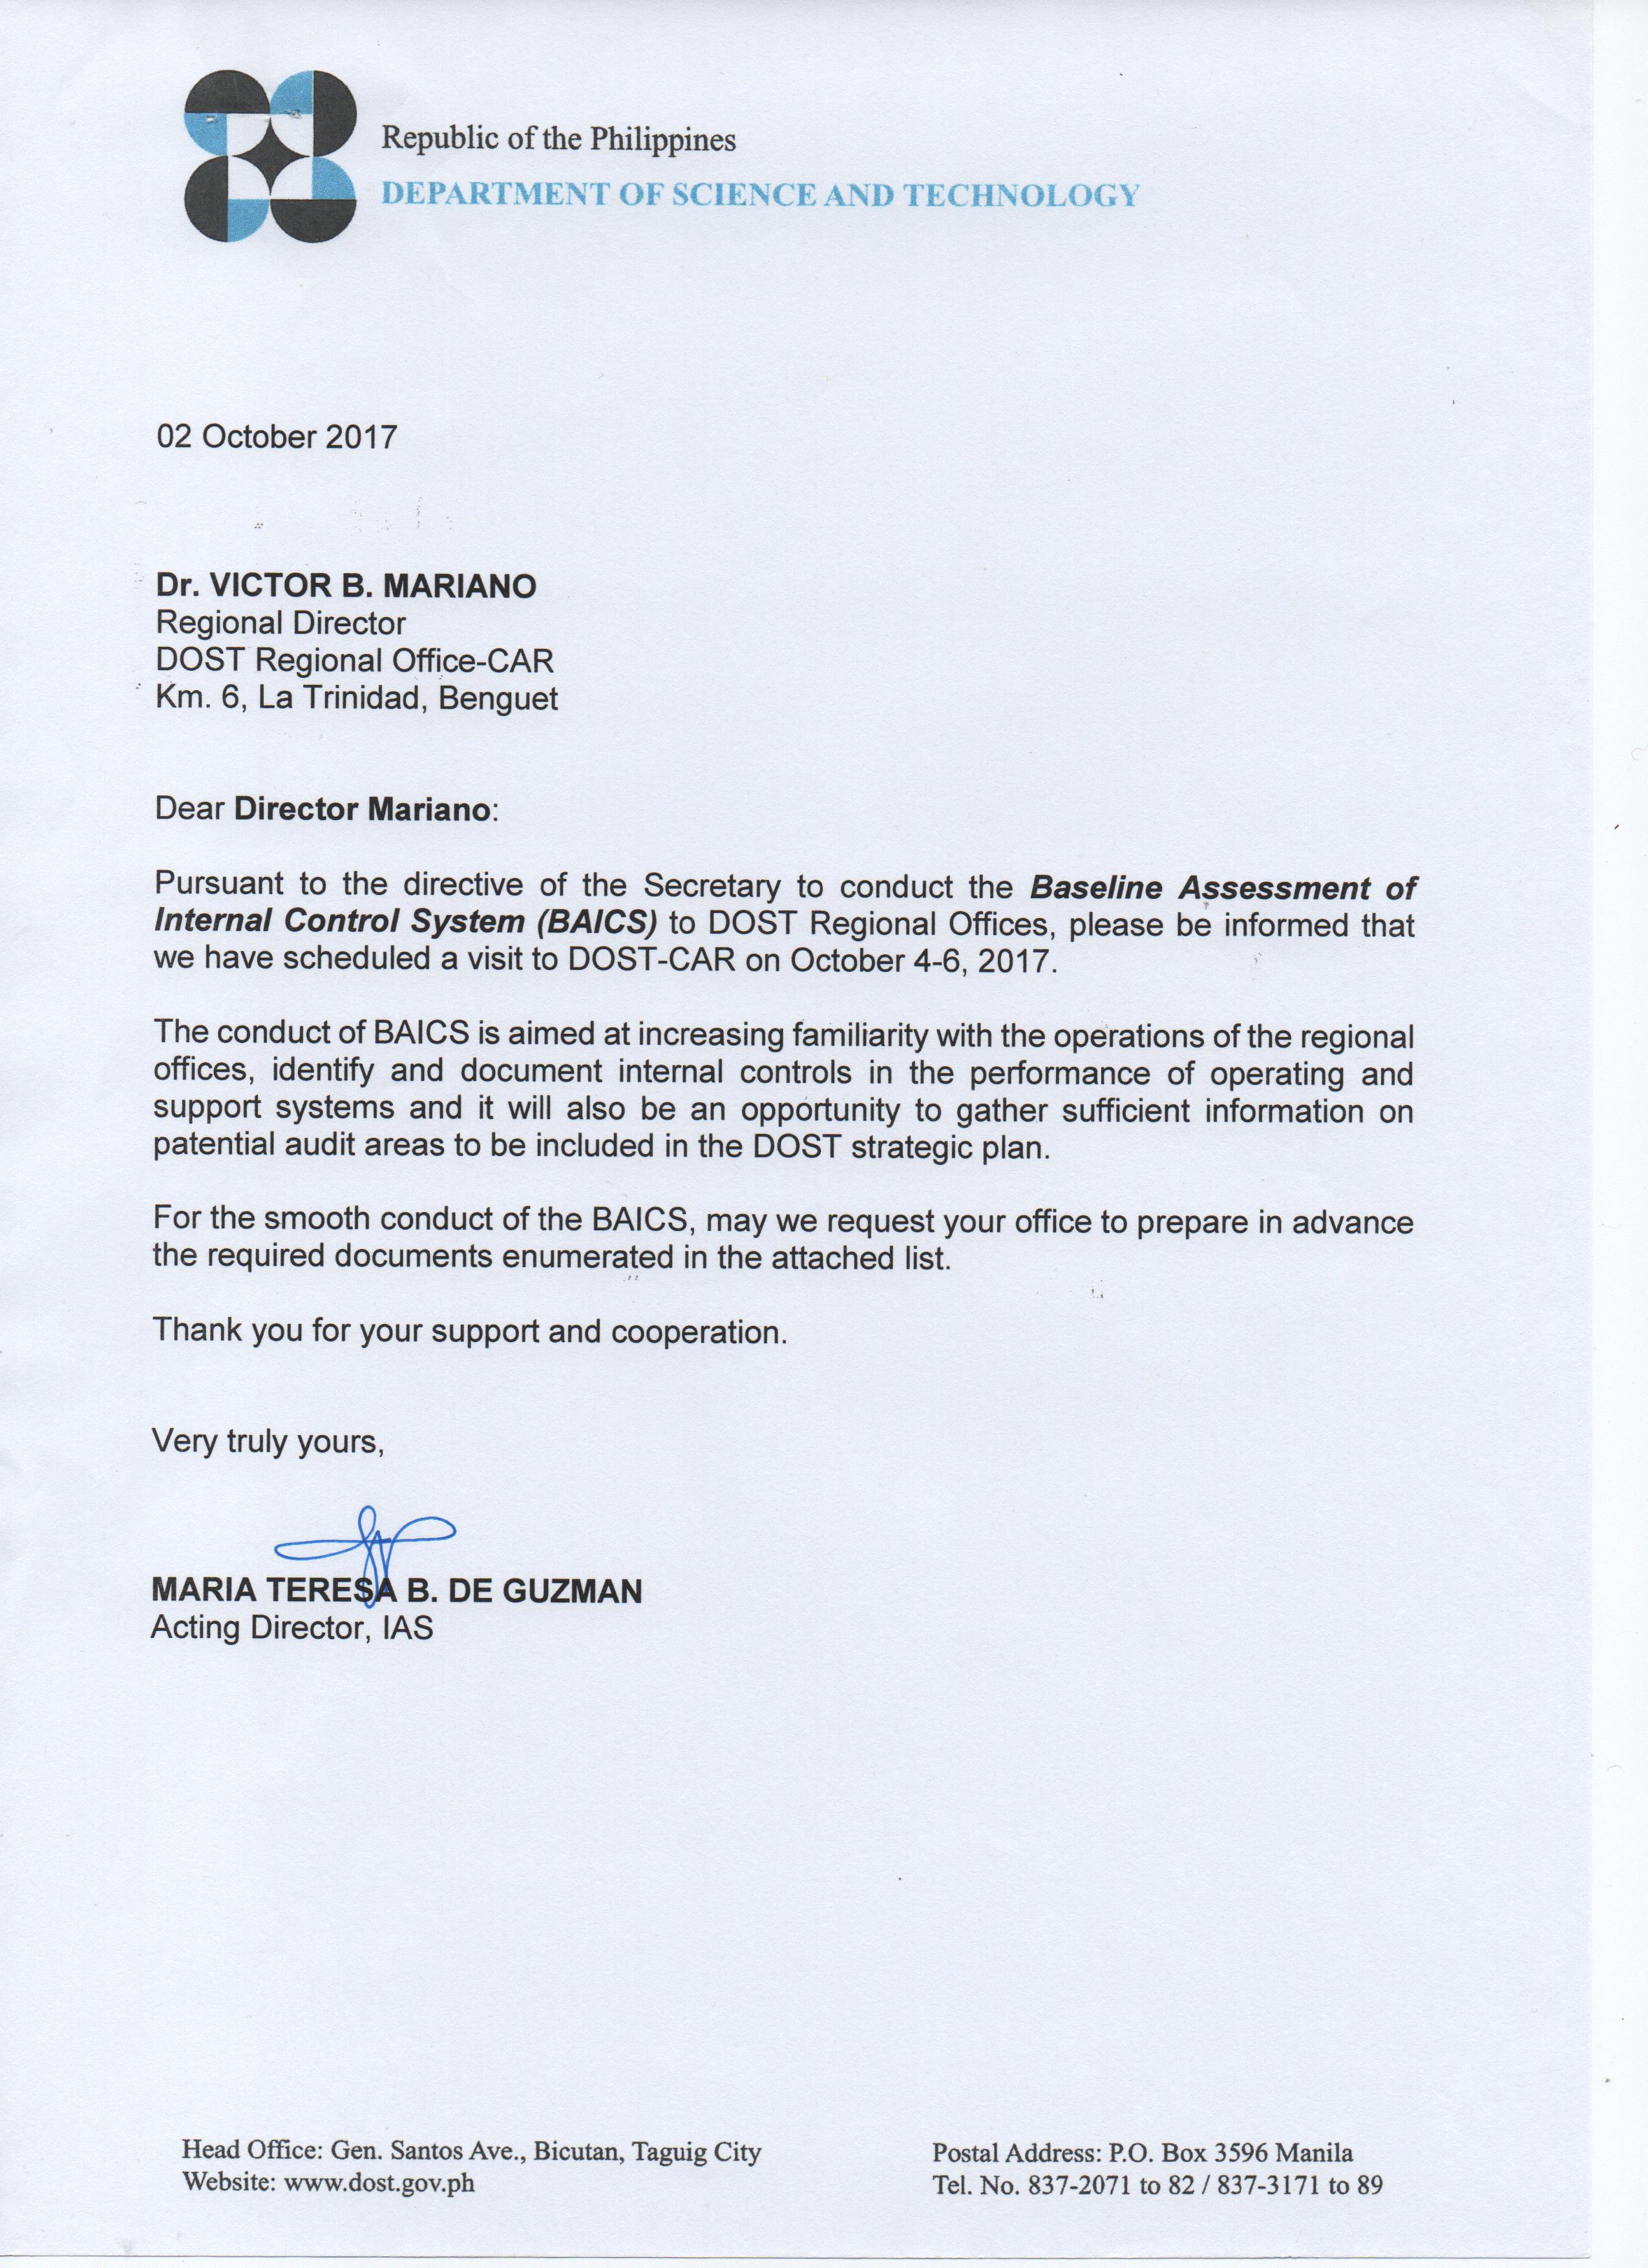 Republic of the Philippines
DEPARTMENT OF SCIENCE AND TECHNOLOGY
02 October 2017
Dr. VICTOR B. MARIANO
Regional Director
DOST Regional Office-CAR
Km. 6, La Trinidad, Benguet
Dear Director Mariano:
Pursuant to the directive of the Secretary to conduct the Baseline Assessment of
Internal Control System (BAICS) to DOST Regional Offices, please be informed that
we have scheduled a visit to DOST-CAR on October 4-6, 2017.
The conduct of BAICS is aimed at increasing familiarity with the operations of the regional
offices, identify and document internal controls in the performance of operating and
support systems and it will also be an opportunity to gather sufficient information on
patential audit areas to be included in the DOST strategic plan.
For the smooth conduct of the BAICS, may we request your office to prepare in advance
the required documents enumerated in the attached list.
Thank you for your support and cooperation.
Very truly yours,
MARIA TERESA B. DE GUZMAN
Acting Director, IAS
Head Office: Gen. Santos Ave., Bicutan, Taguig City
Website: www.dost.gov.ph
Postal Address: P.O. Box 3596 Manila
Tel. No. 837-2071 to 82 / 837-3171 to 89